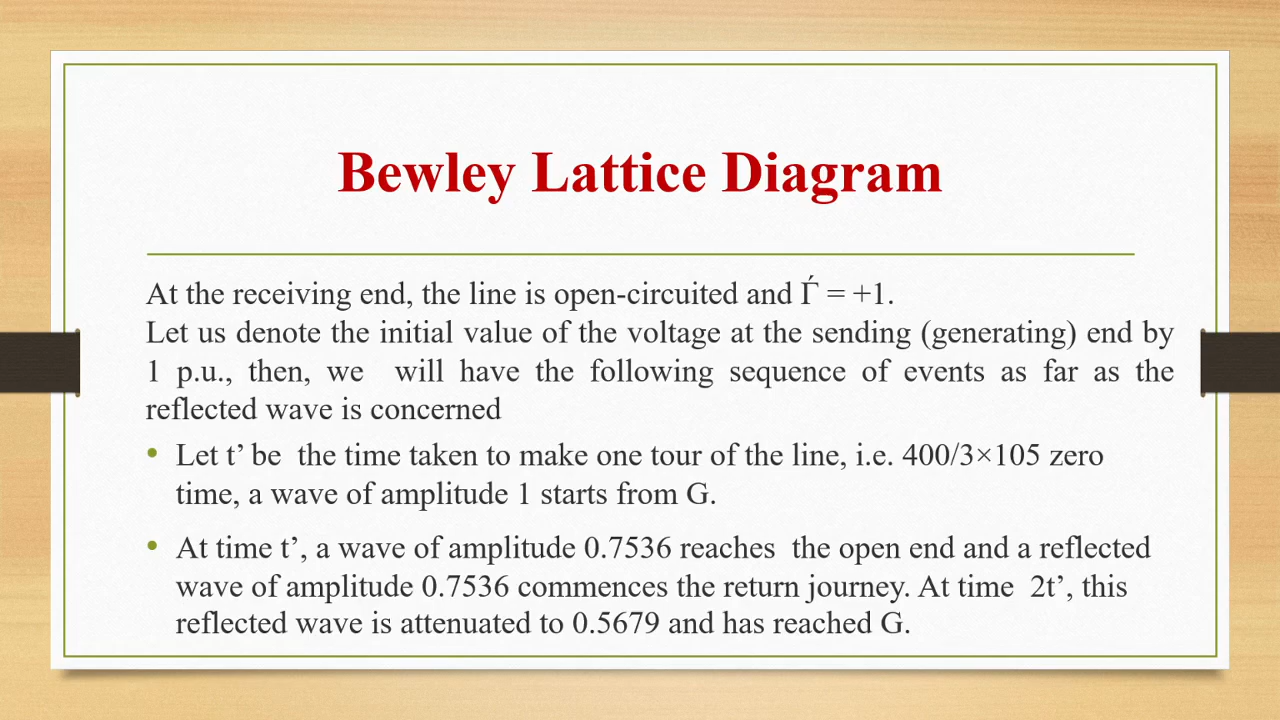 Bewley Lattice Diagram
At the receiving end, the line is open-circuited and Γ́ = +1.
Let us denote the initial value of the voltage at the sending (generating) end by
1 p.u., then, we will have the following sequence of events as far as the
reflected wave is concerned
• Let t’ be the time taken to make one tour of the line, i.e. 400/3×105 zero
time, a wave of amplitude 1 starts from G.
• At time t’, a wave of amplitude 0.7536 reaches the open end and a reflected
wave of amplitude 0.7536 commences the return journey. At time 2t’, this
reflected wave is attenuated to 0.5679 and has reached G.